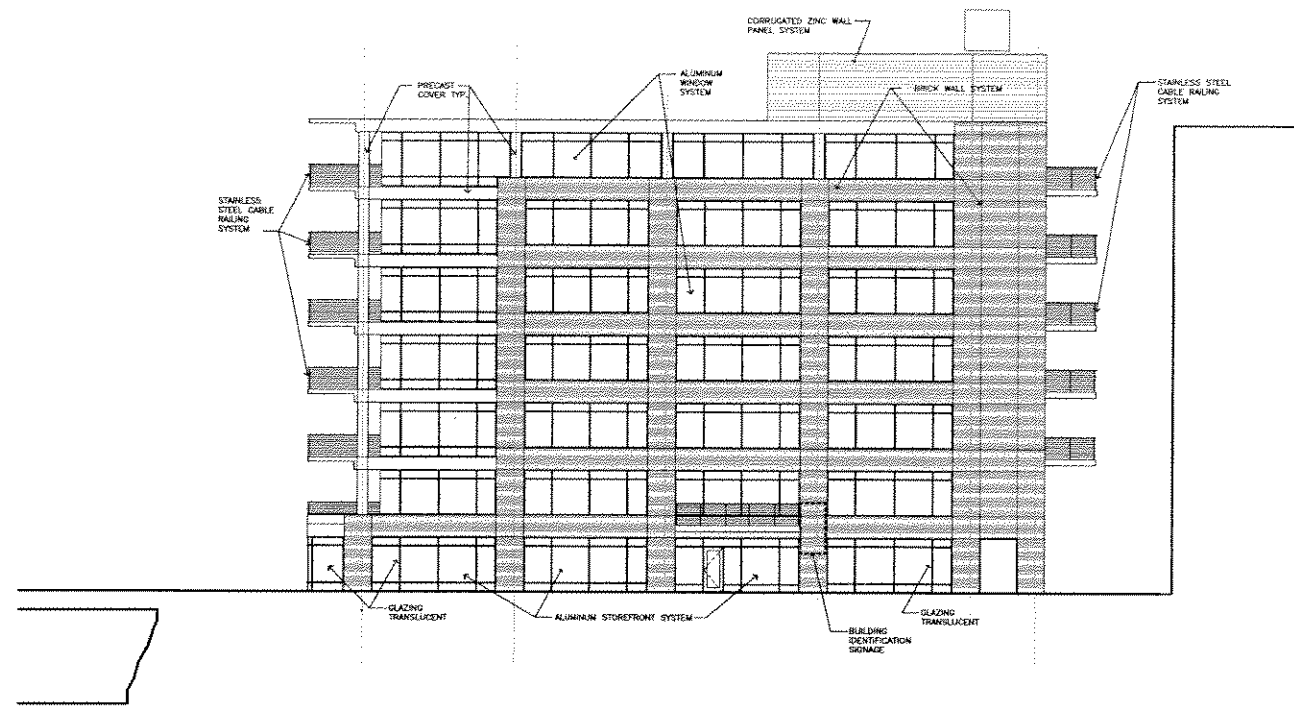 CORRUGATED ZINC WALL
PANEL SYSTEM
PRECAST
COVER TYP.
ALUMINUM
WINDOW
SYSTEM
BRICK WALL SYSTEM
STAINLESS STEEL
CABLE RAILING
SYSTEM
STAINLESS
STEEL CABLE
RAILING
SYSTEM
GLAZING
TRANSLUCENT
ALUMINUM STOREFRONT SYSTEM
BUILDING
IDENTIFICATION
SIGNAGE
GLAZING
TRANSLUCENT